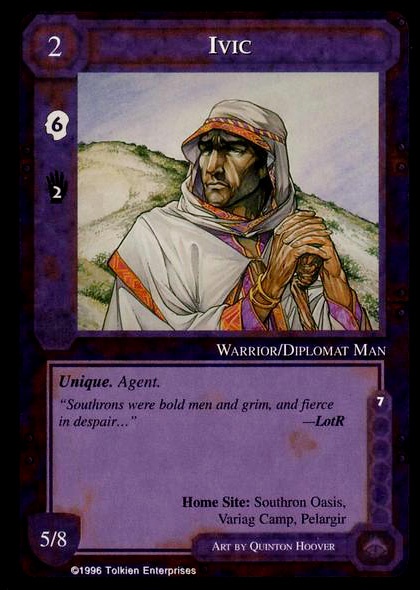 2
Ivic
6
2
Warrior/Diplomat Man
Unique. Agent.
7
“Southrons were bold men and grim, and fierce
in despair…” —LotR
Home Site: Southron Oasis,
Variag Camp, Pelargir
5/8
Art by Quinton Hoover
©1996 Tolkien Enterprises